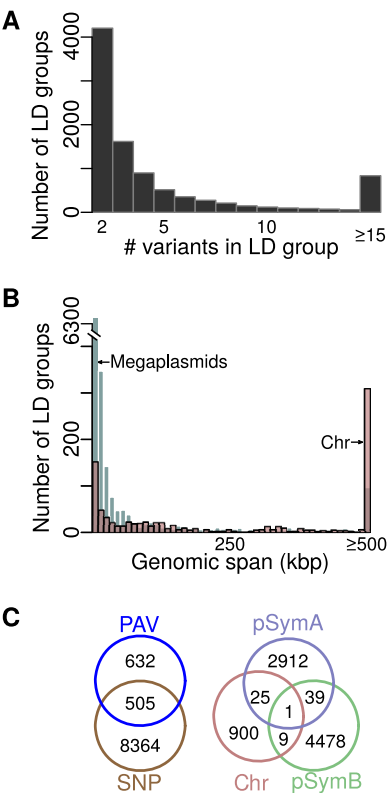 A
Number of LD groups
4000
2000
0
2
5
10
≥15
# variants in LD group
B
Number of LD groups
6300
200
0
Megaplasmids
Chr
250
≥500
Genomic span (kbp)
C
PAV
632
505
8364
SNP
pSymA
2912
25
39
1
900
9
4478
Chr
pSymB